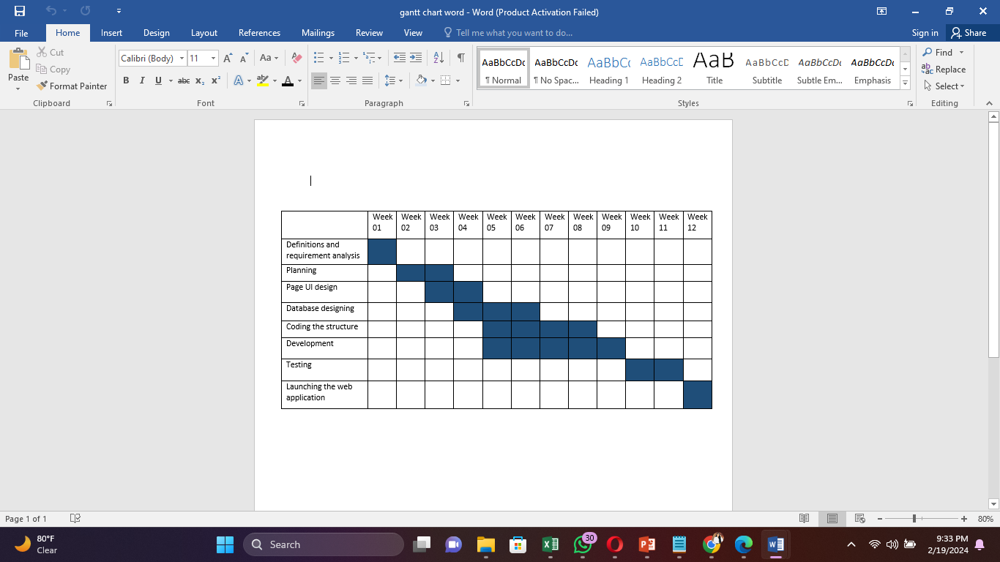 gantt chart word - Word (Product Activation Failed)
File Home Insert Design Layout References Mailings Review View Tell me what you want to do... Sign in Share
Paste
Cut
Copy
Format Painter
Clipboard
Calibri (Body) 11
Font
Paragraph
AaBbCcDc AaBbCcDc AaBbCc AaBbCcD AaB AaBbCcD AaBbCcDc AaBbCcDc
¶ Normal ¶ No Spac... Heading 1 Heading 2 Title Subtitle Subtle Em... Emphasis
Styles
Find
Replace
Select
Editing
Week 01 Week 02 Week 03 Week 04 Week 05 Week 06 Week 07 Week 08 Week 09 Week 10 Week 11 Week 12
Definitions and
requirement analysis
Planning
Page UI design
Database designing
Coding the structure
Development
Testing
Launching the web
application
Page 1 of 1
80%
80°F
Clear
Search
30
9:33 PM
2/19/2024